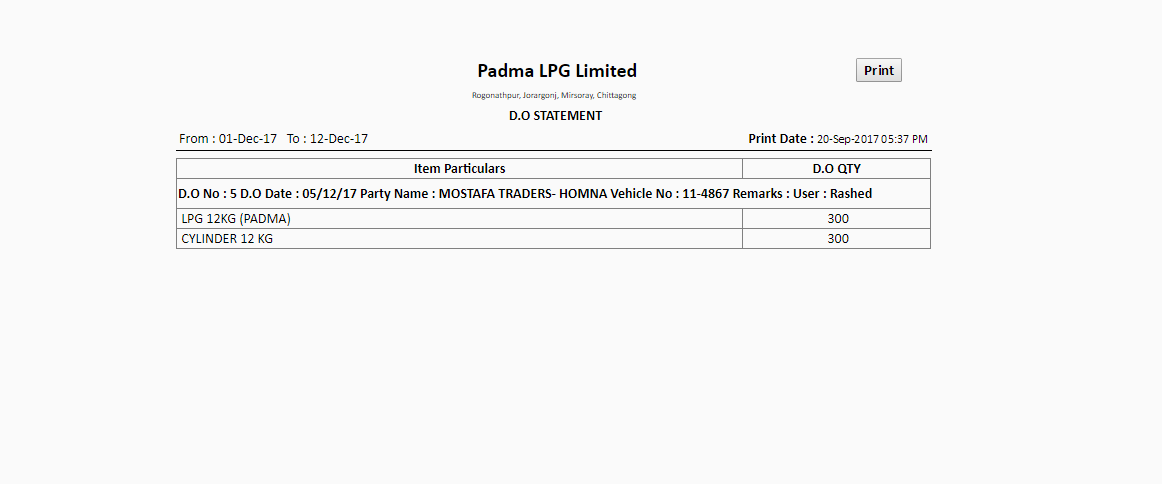 Padma LPG Limited
Print
Rogonathpur, Jorargonj, Mirsoray, Chittagong
D.O STATEMENT
From : 01-Dec-17 To : 12-Dec-17 Print Date : 20-Sep-2017 05:37 PM
Item Particulars D.O QTY
D.O No : 5 D.O Date : 05/12/17 Party Name : MOSTAFA TRADERS- HOMNA Vehicle No : 11-4867 Remarks : User : Rashed
LPG 12KG (PADMA) 300
CYLINDER 12 KG 300